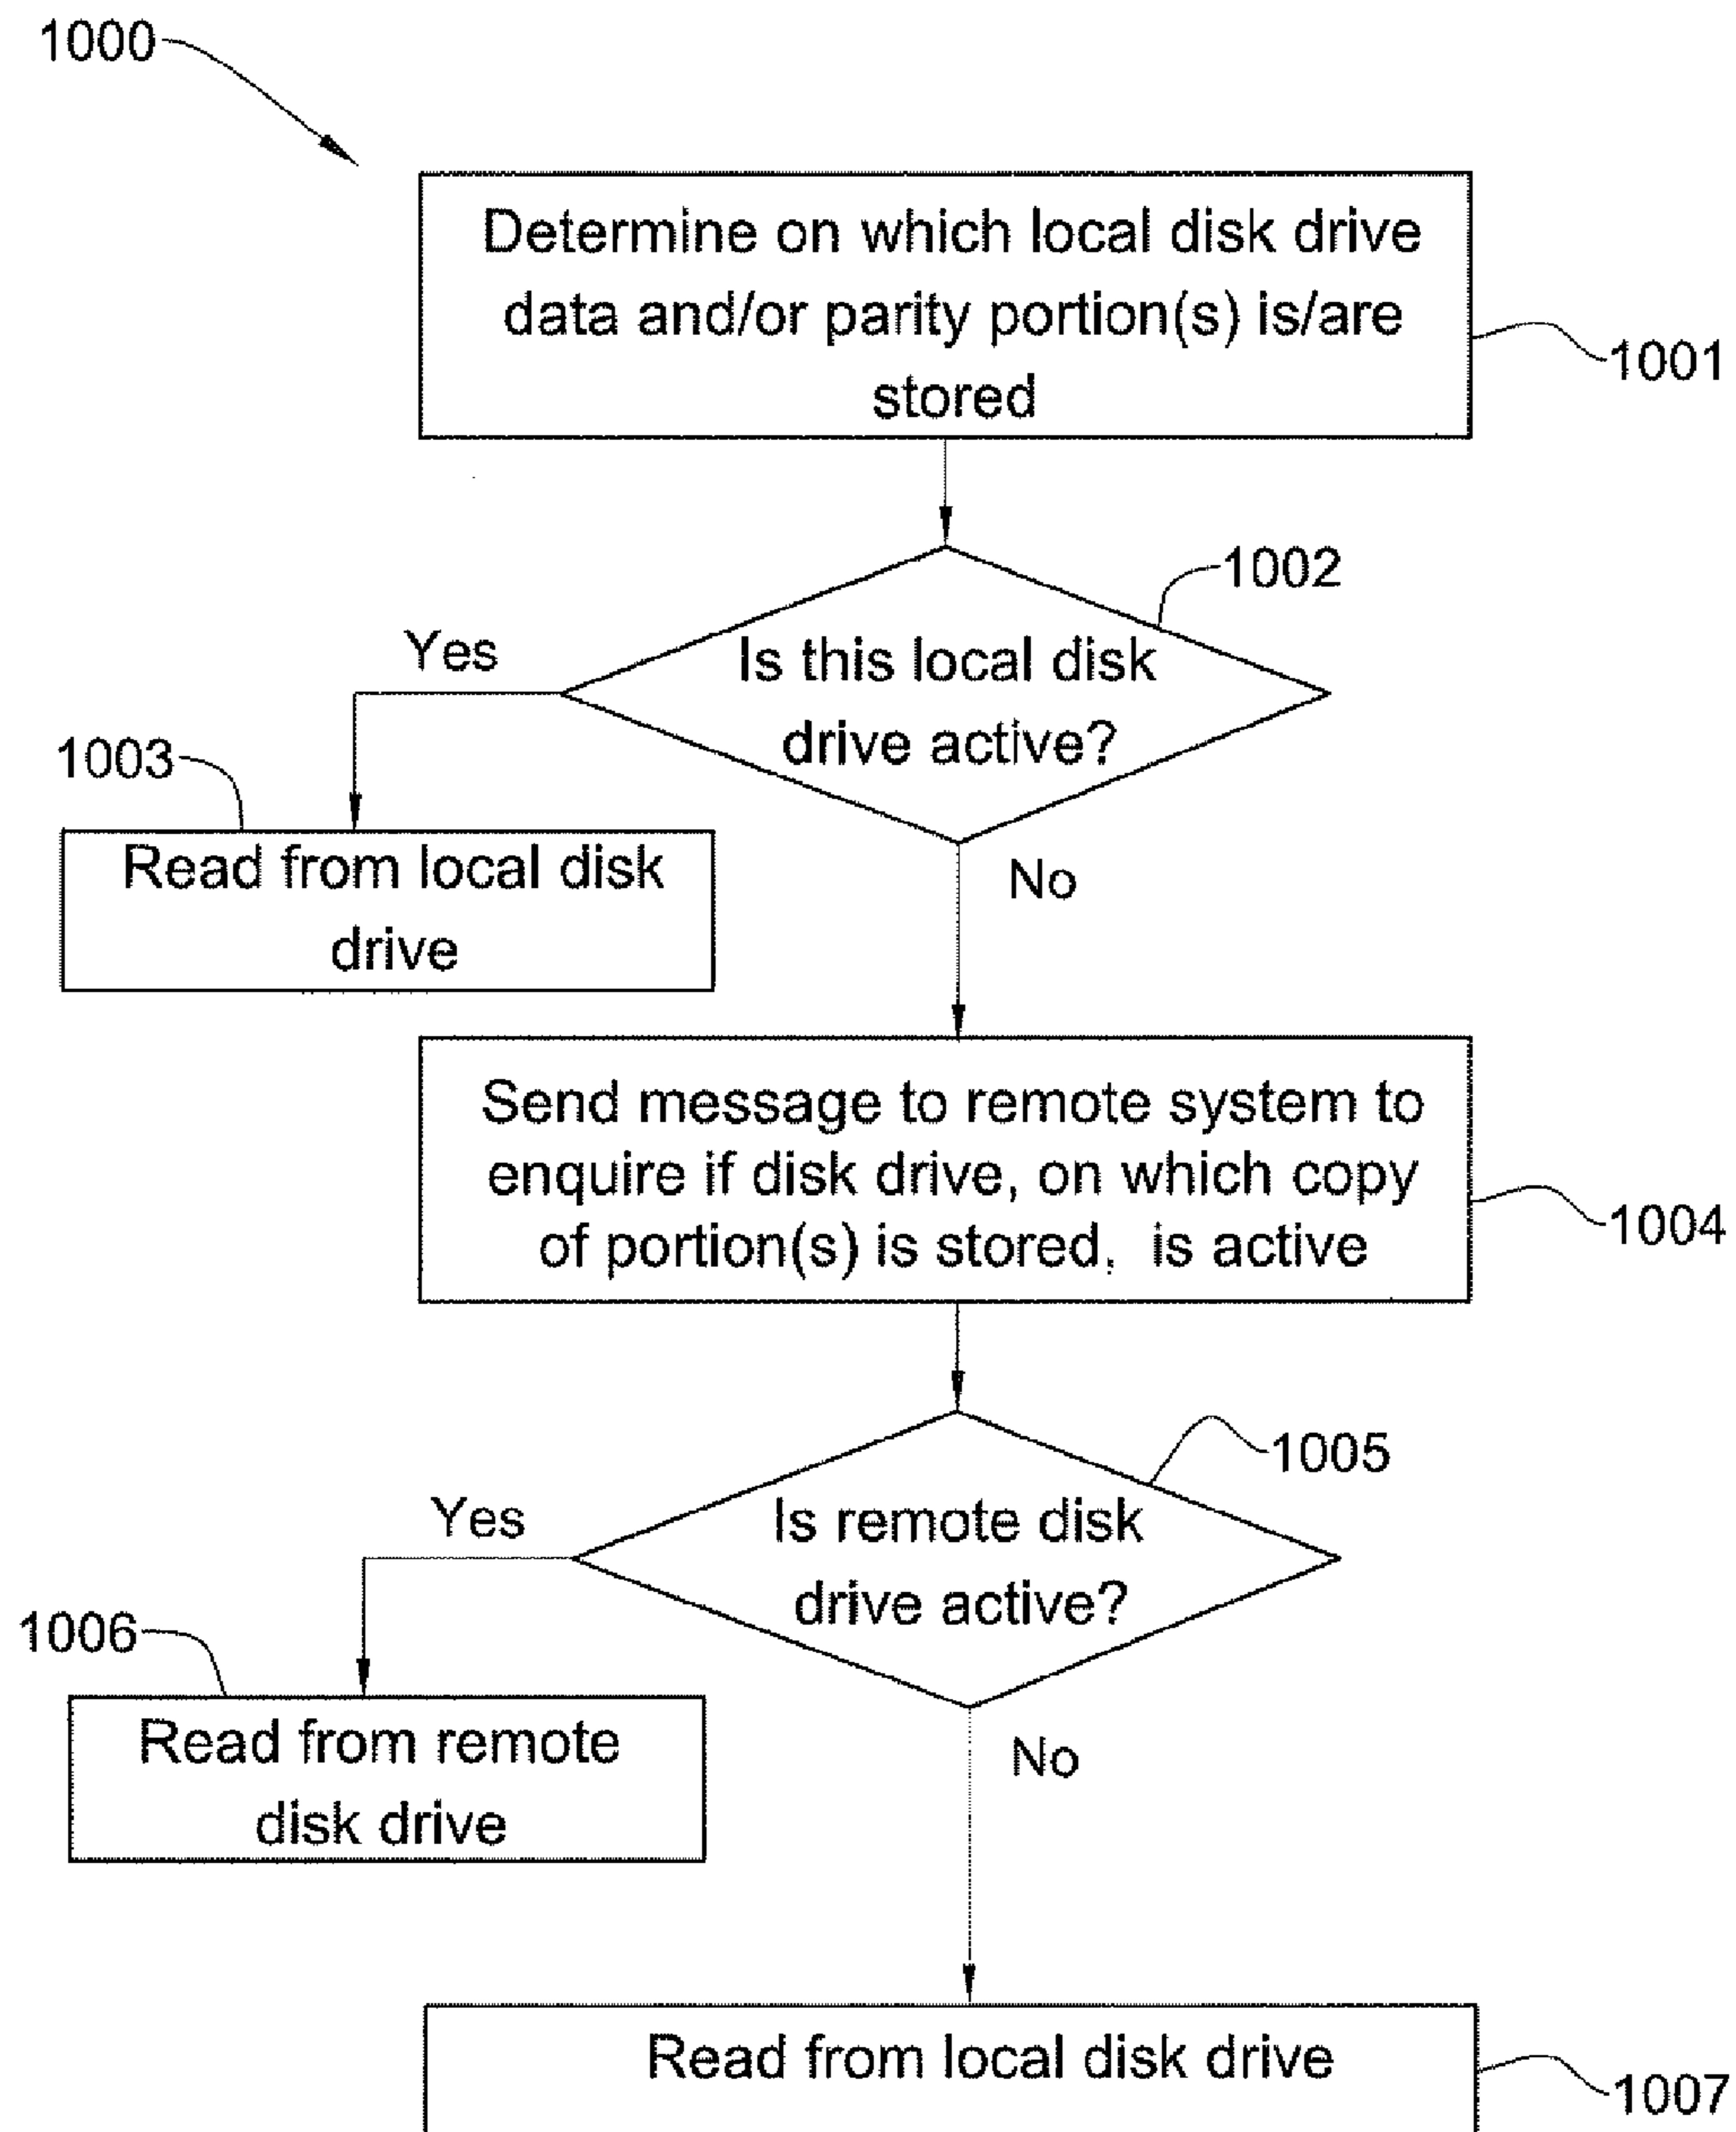 1000
Determine on which local disk drive
data and/or parity portion(s) is/are
stored
1001
1002
Yes
Is this local disk
drive active?
1003
Read from local disk
drive
No
Send message to remote system to
enquire if disk drive, on which copy
of portion(s) is stored, is active
1004
1005
Yes
Is remote disk
drive active?
1006
Read from remote
disk drive
No
Read from local disk drive
1007